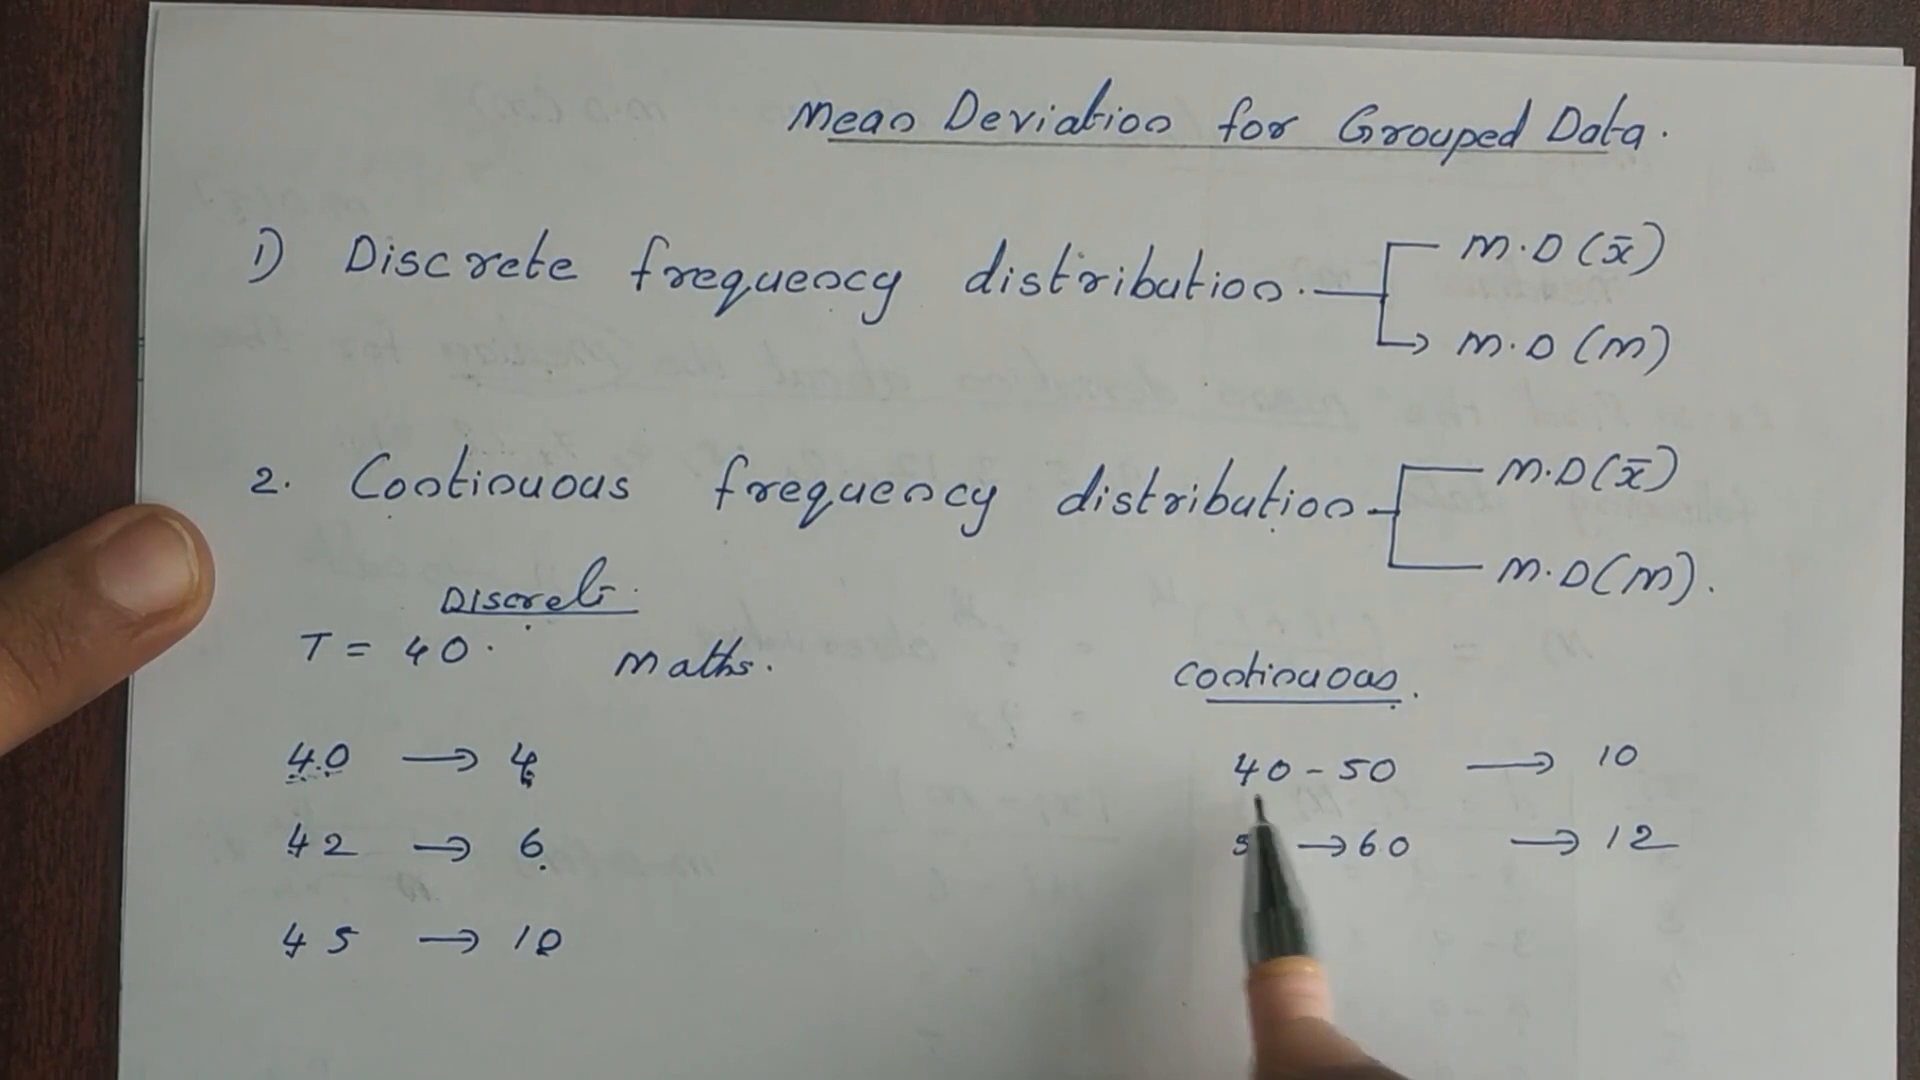 Mean Deviation for Grouped Data.
1) Discrete frequency distribution. M.D (x̄)
→ M.D (M)
2. Continuous frequency distribution M.D(x̄)
M.D(M).
Discrete
T = 40. Maths.
Continuous.
40 → 4
42 → 6
45 → 10
40 - 50 → 10
→ 60 → 12